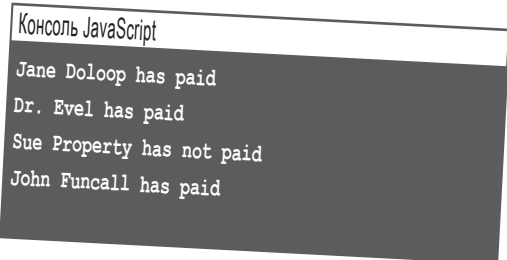 Консоль JavaScript
Jane Doloop has paid
Dr. Evel has paid
Sue Property has not paid
John Funcall has paid